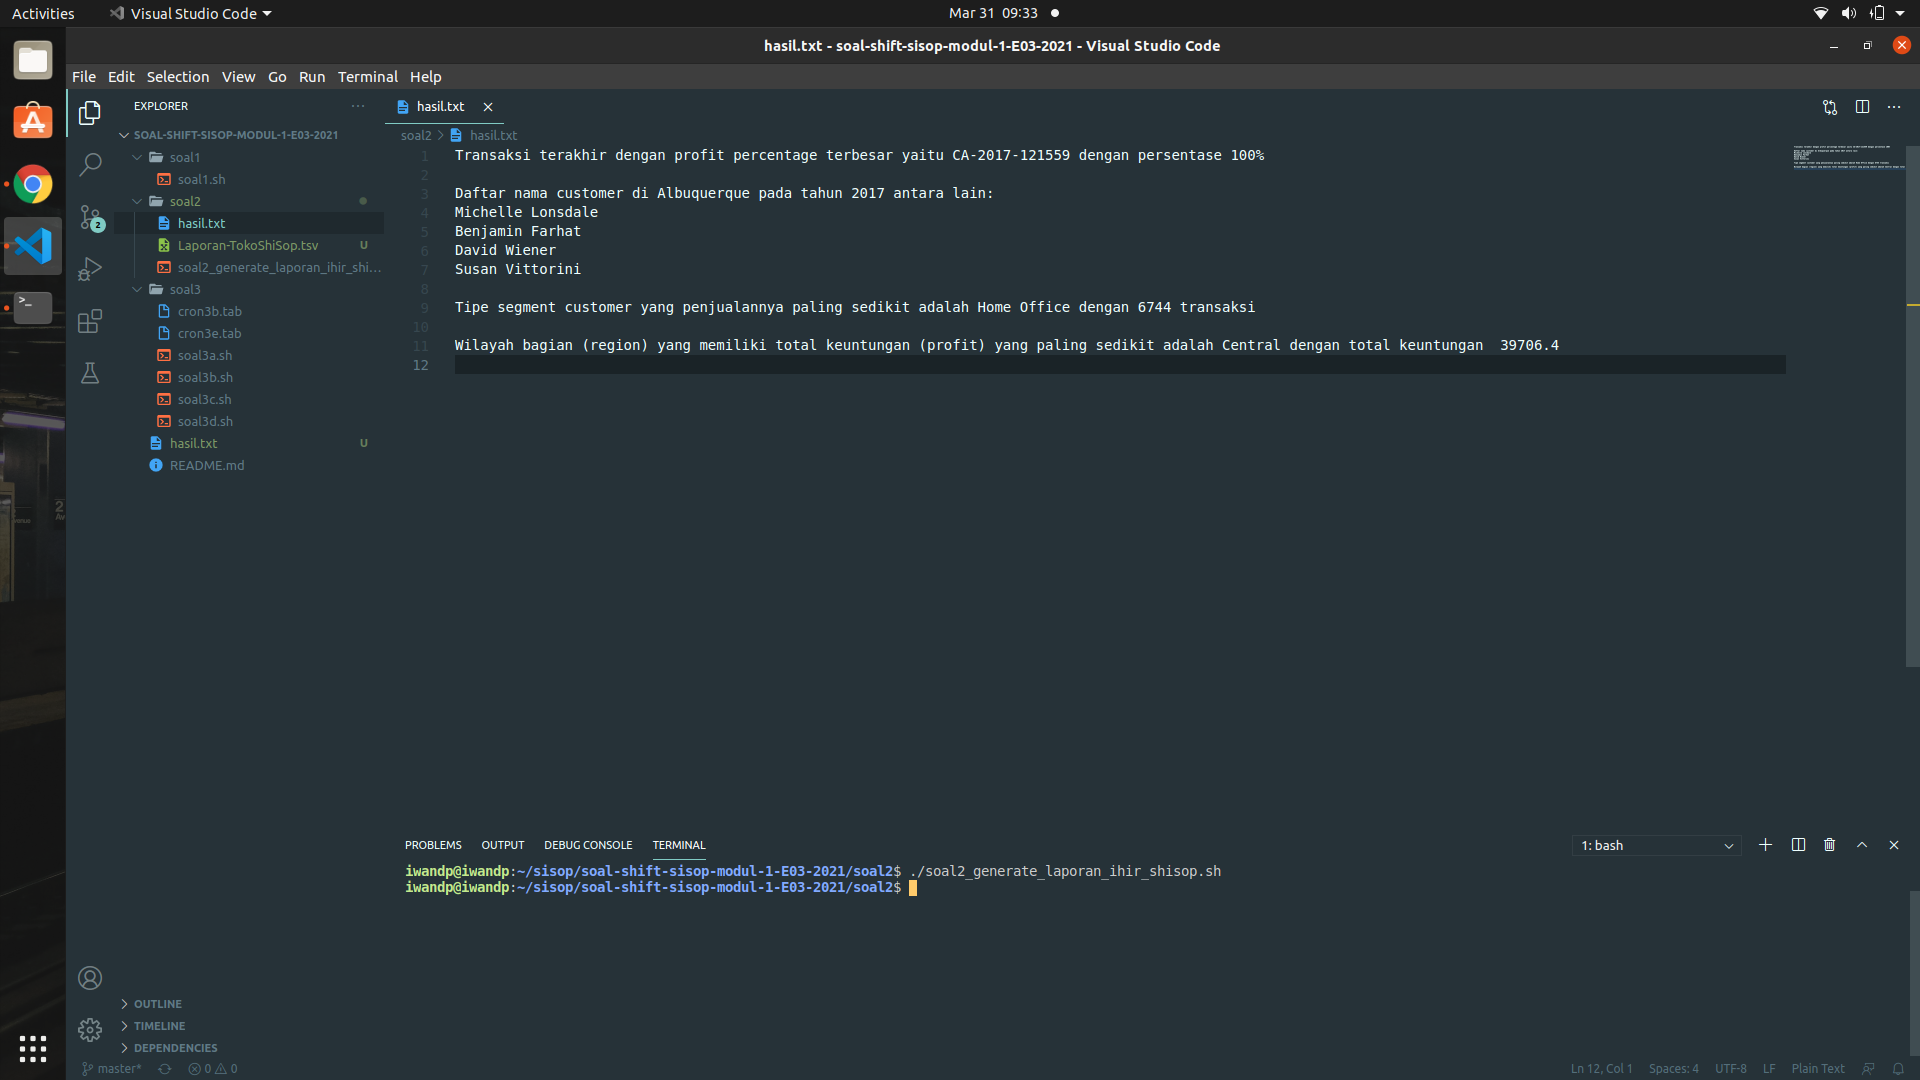 Activities
Visual Studio Code
Mar 31 09:33
hasil.txt - soal-shift-sisop-modul-1-E03-2021 - Visual Studio Code
File Edit Selection View Go Run Terminal Help
EXPLORER
SOAL-SHIFT-SISOP-MODUL-1-E03-2021
soal1
soal1.sh
soal2
hasil.txt
Laporan-TokoShiSop.tsv U
soal2_generate_laporan_ihir_shi...
soal3
cron3b.tab
cron3e.tab
soal3a.sh
soal3b.sh
soal3c.sh
soal3d.sh
hasil.txt U
README.md
2
OUTLINE
TIMELINE
DEPENDENCIES
hasil.txt
soal2 > hasil.txt
1 Transaksi terakhir dengan profit percentage terbesar yaitu CA-2017-121559 dengan persentase 100%
2
3 Daftar nama customer di Albuquerque pada tahun 2017 antara lain:
4 Michelle Lonsdale
5 Benjamin Farhat
6 David Wiener
7 Susan Vittorini
8
9 Tipe segment customer yang penjualannya paling sedikit adalah Home Office dengan 6744 transaksi
10
11 Wilayah bagian (region) yang memiliki total keuntungan (profit) yang paling sedikit adalah Central dengan total keuntungan  39706.4
12
PROBLEMS OUTPUT DEBUG CONSOLE TERMINAL
1: bash
iwandp@iwandp:~/sisop/soal-shift-sisop-modul-1-E03-2021/soal2$ ./soal2_generate_laporan_ihir_shisop.sh
iwandp@iwandp:~/sisop/soal-shift-sisop-modul-1-E03-2021/soal2$
master* 0 0
Ln 12, Col 1 Spaces: 4 UTF-8 LF Plain Text